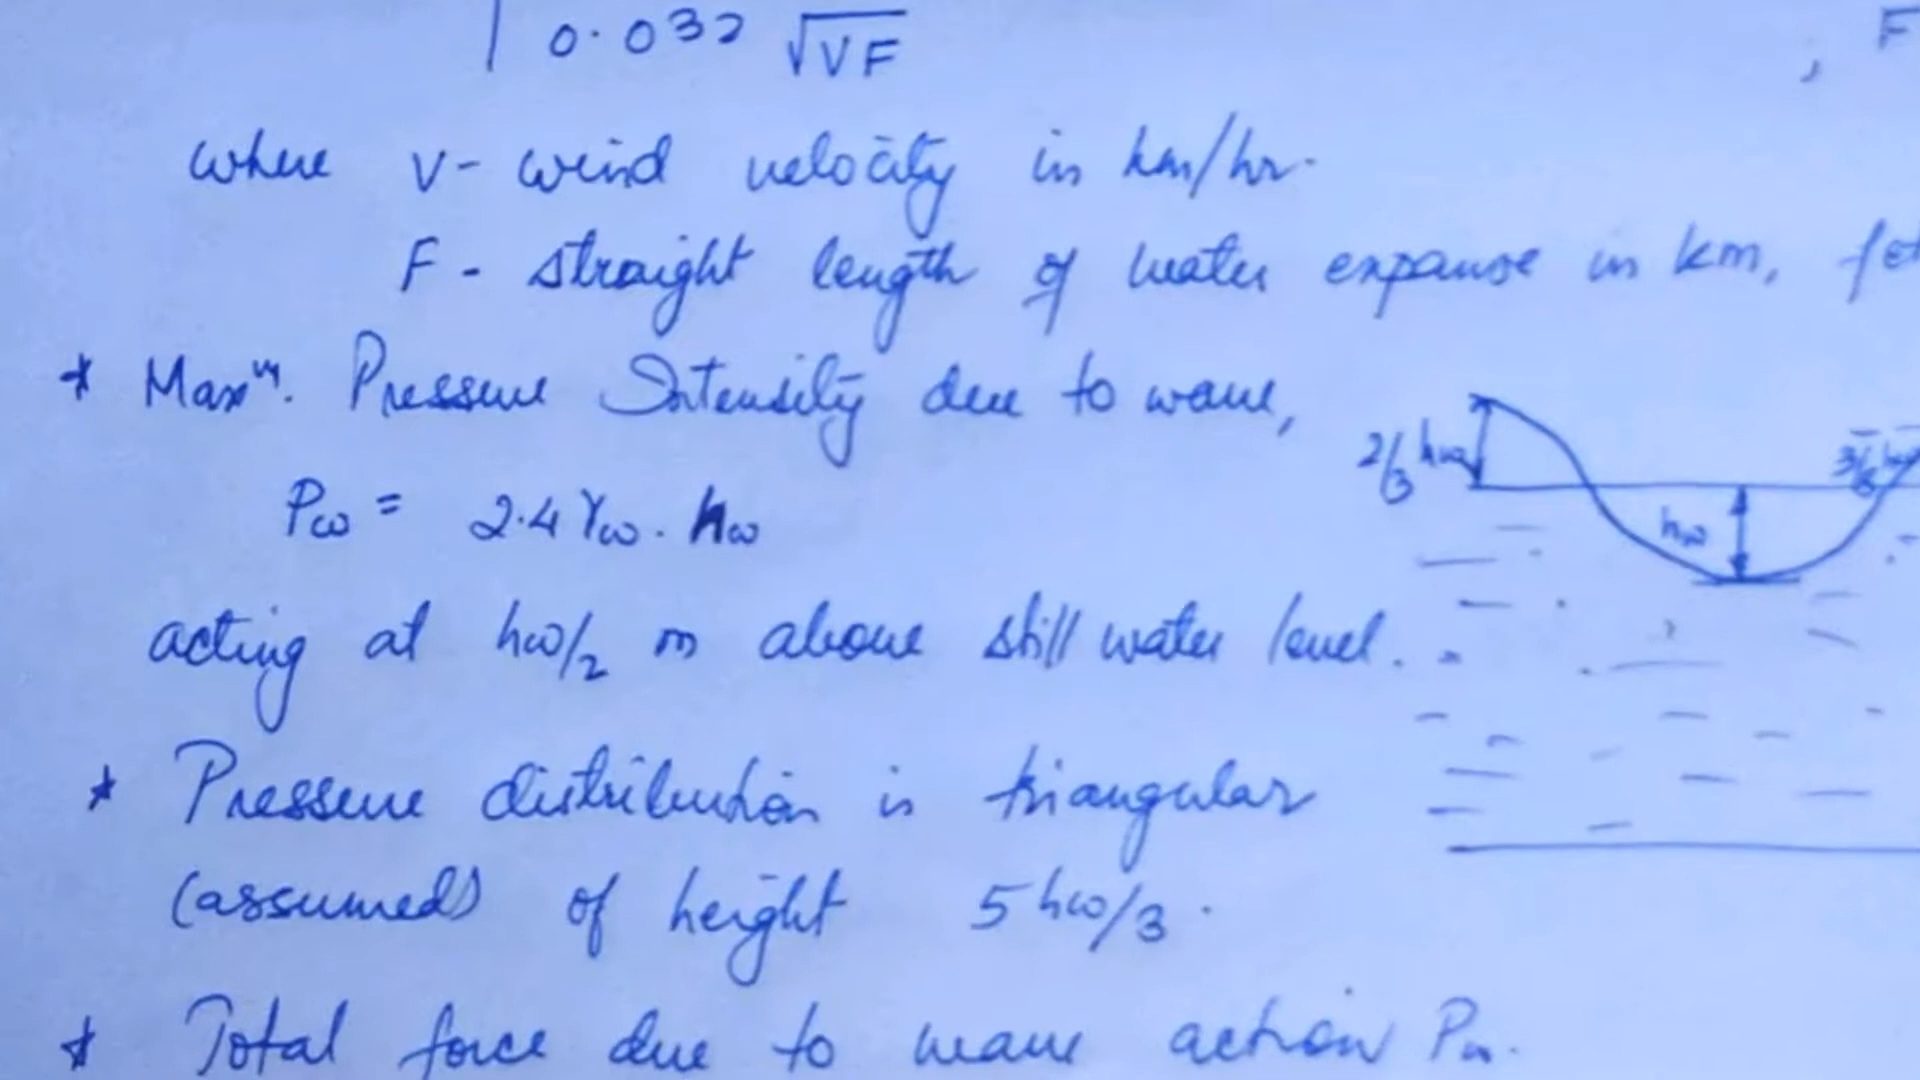 0.032 √VF , F
where V- wind velocity in km/hr.
F - straight length of water expanse in km,
* Maxᵐ. Pressure Intensity due to wave,
2/3 hw
Pw = 2.4 γw . hw
hw
acting at hw/2 m above still water level.
* Pressure distribution is triangular
(assumed) of height 5hw/3.
* Total force due to wave action Pw.